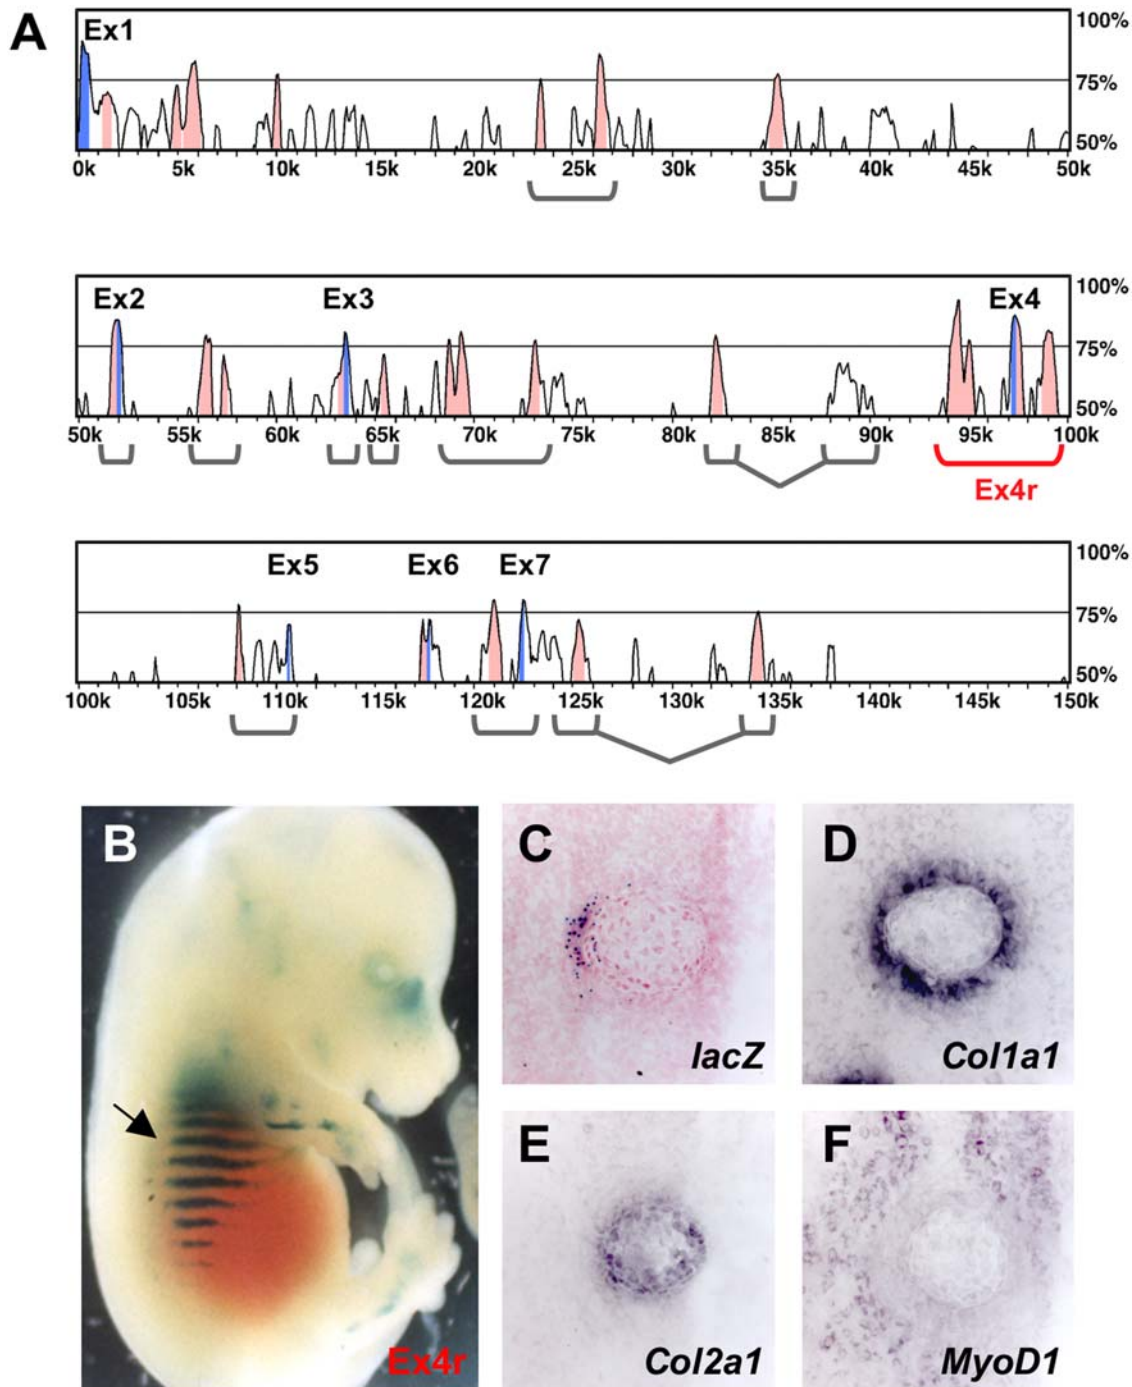 A
Ex1
100%
75%
50%
0k 5k 10k 15k 20k 25k 30k 35k 40k 45k 50k
Ex2 Ex3 Ex4
100%
75%
50%
50k 55k 60k 65k 70k 75k 80k 85k 90k 95k 100k
Ex4r
Ex5 Ex6 Ex7
100%
75%
50%
100k 105k 110k 115k 120k 125k 130k 135k 140k 145k 150k
B
Ex4r
C
lacZ
D
Col1a1
E
Col2a1
F
MyoD1